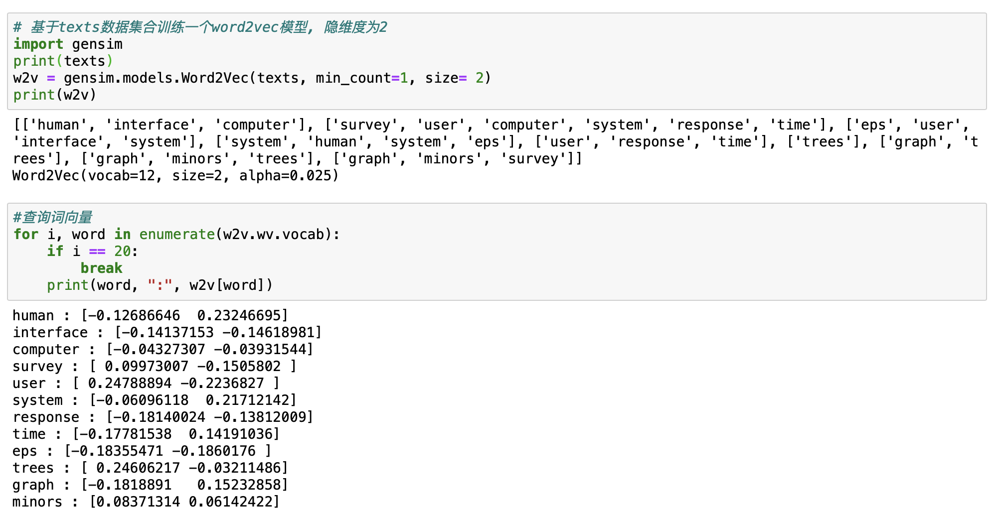 # 基于texts数据集合训练一个word2vec模型, 隐维度为2
import gensim
print(texts)
w2v = gensim.models.Word2Vec(texts, min_count=1, size= 2)
print(w2v)
[['human', 'interface', 'computer'], ['survey', 'user', 'computer', 'system', 'response', 'time'], ['eps', 'user',
'interface', 'system'], ['system', 'human', 'system', 'eps'], ['user', 'response', 'time'], ['trees'], ['graph', 't
rees'], ['graph', 'minors', 'trees'], ['graph', 'minors', 'survey']]
Word2Vec(vocab=12, size=2, alpha=0.025)
#查询词向量
for i, word in enumerate(w2v.wv.vocab):
    if i == 20:
        break
    print(word, ":", w2v[word])
human : [-0.12686646  0.23246695]
interface : [-0.14137153 -0.14618981]
computer : [-0.04327307 -0.03931544]
survey : [ 0.09973007 -0.1505802 ]
user : [ 0.24788894 -0.2236827 ]
system : [-0.06096118  0.21712142]
response : [-0.18140024 -0.13812009]
time : [-0.17781538  0.14191036]
eps : [-0.18355471 -0.1860176 ]
trees : [ 0.24606217 -0.03211486]
graph : [-0.1818891   0.15232858]
minors : [0.08371314 0.06142422]